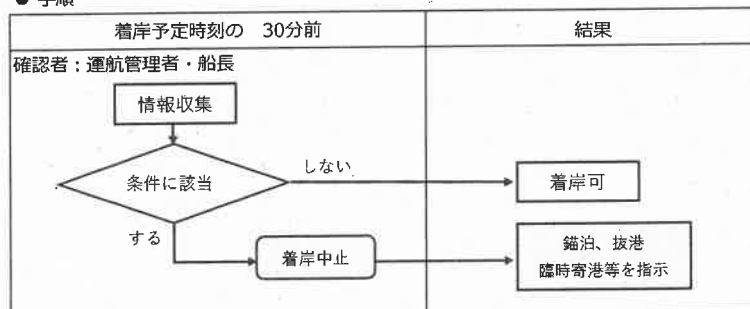 ● 手順
着岸予定時刻の 30分前
結果
確認者：運航管理者・船長
情報収集
条件に該当
しない
着岸可
する
着岸中止
錨泊、抜港
臨時寄港等を指示